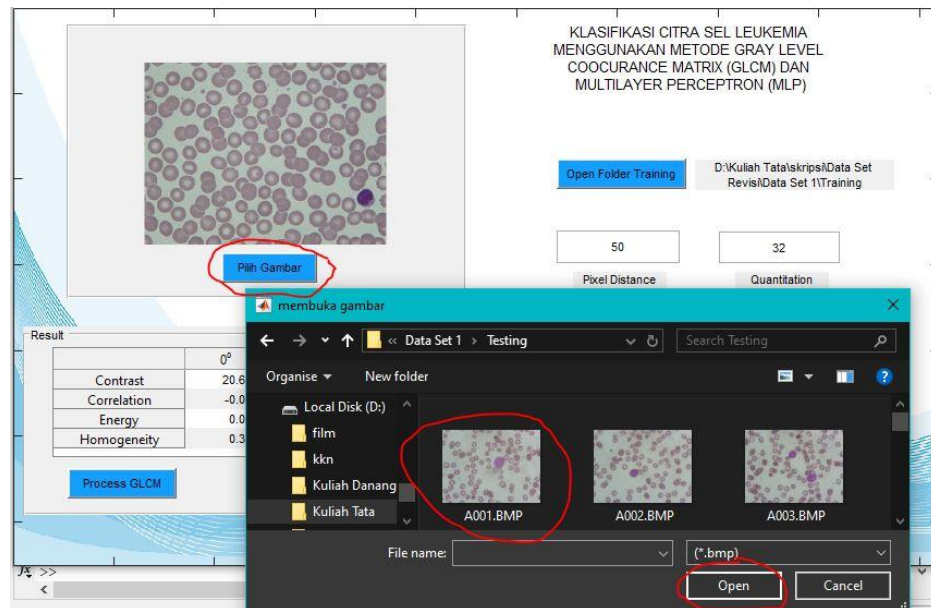 KLASIFIKASI CITRA SEL LEUKEMIA
MENGGUNAKAN METODE GRAY LEVEL
COOCURANCE MATRIX (GLCM) DAN
MULTILAYER PERCEPTRON (MLP)
Open Folder Training
D:\Kuliah Tata\skripsi\Data Set
Revisi\Data Set 1\Training
Pilih Gambar
50
32
Pixel Distance
Quantitation
membuka gambar
« Data Set 1 > Testing
Search Testing
Organise
New folder
Local Disk (D:)
film
kkn
Kuliah Danang
Kuliah Tata
A001.BMP
A002.BMP
A003.BMP
File name:
(*.bmp)
Open
Cancel
Result
0º
Contrast 20.6
Correlation -0.0
Energy 0.0
Homogeneity 0.3
Process GLCM
fx >>